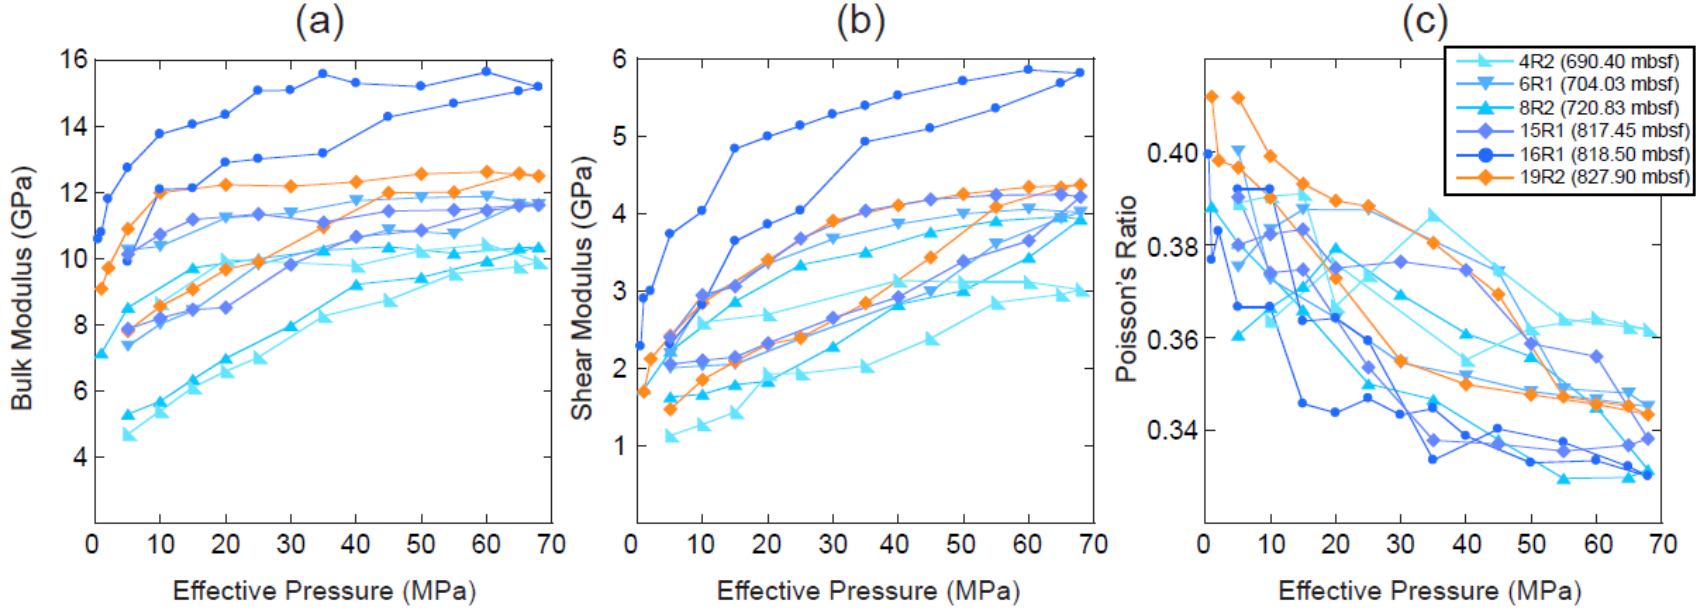 (a)
(b)
(c)
16
14
12
10
8
6
4
0 10 20 30 40 50 60 70
Bulk Modulus (GPa)
Effective Pressure (MPa)
6
5
4
3
2
1
0 10 20 30 40 50 60 70
Shear Modulus (GPa)
Effective Pressure (MPa)
4R2 (690.40 mbsf)
6R1 (704.03 mbsf)
8R2 (720.83 mbsf)
15R1 (817.45 mbsf)
16R1 (818.50 mbsf)
19R2 (827.90 mbsf)
0.40
0.38
0.36
0.34
0 10 20 30 40 50 60 70
Poisson's Ratio
Effective Pressure (MPa)